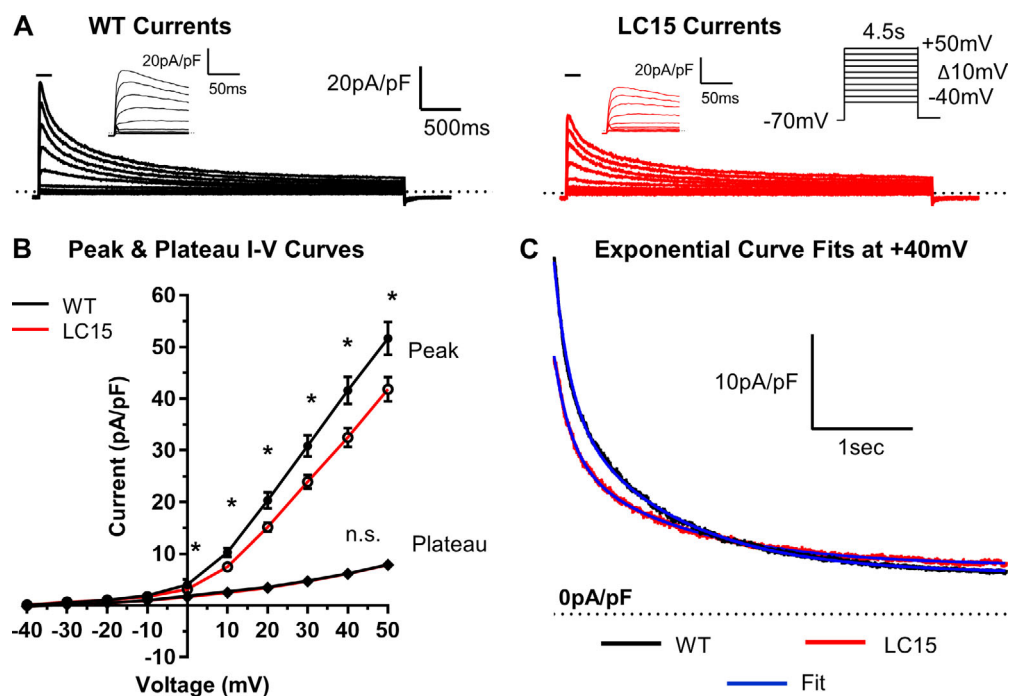 A
WT Currents
LC15 Currents
20pA/pF
50ms
20pA/pF
500ms
20pA/pF
50ms
4.5s
+50mV
Δ10mV
-40mV
-70mV
B
Peak & Plateau I-V Curves
WT
LC15
Current (pA/pF)
60
50
40
30
20
10
-10
-40 -30 -20 -10 0 10 20 30 40 50
Voltage (mV)
* * * * * *
Peak
n.s.
Plateau
C
Exponential Curve Fits at +40mV
10pA/pF
1sec
0pA/pF
WT
LC15
Fit